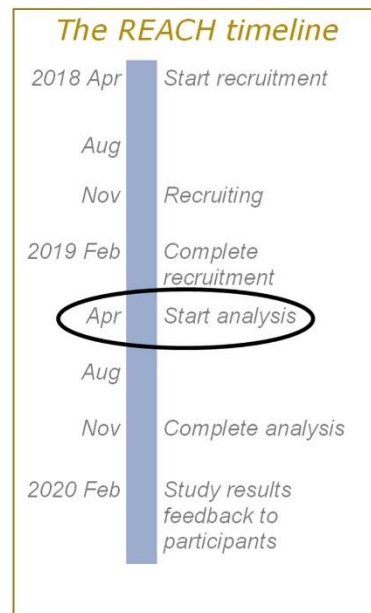 The REACH timeline
2018 Apr Start recruitment
Aug
Nov Recruiting
2019 Feb Complete
recruitment
Apr Start analysis
Aug
Nov Complete analysis
2020 Feb Study results
feedback to
participants